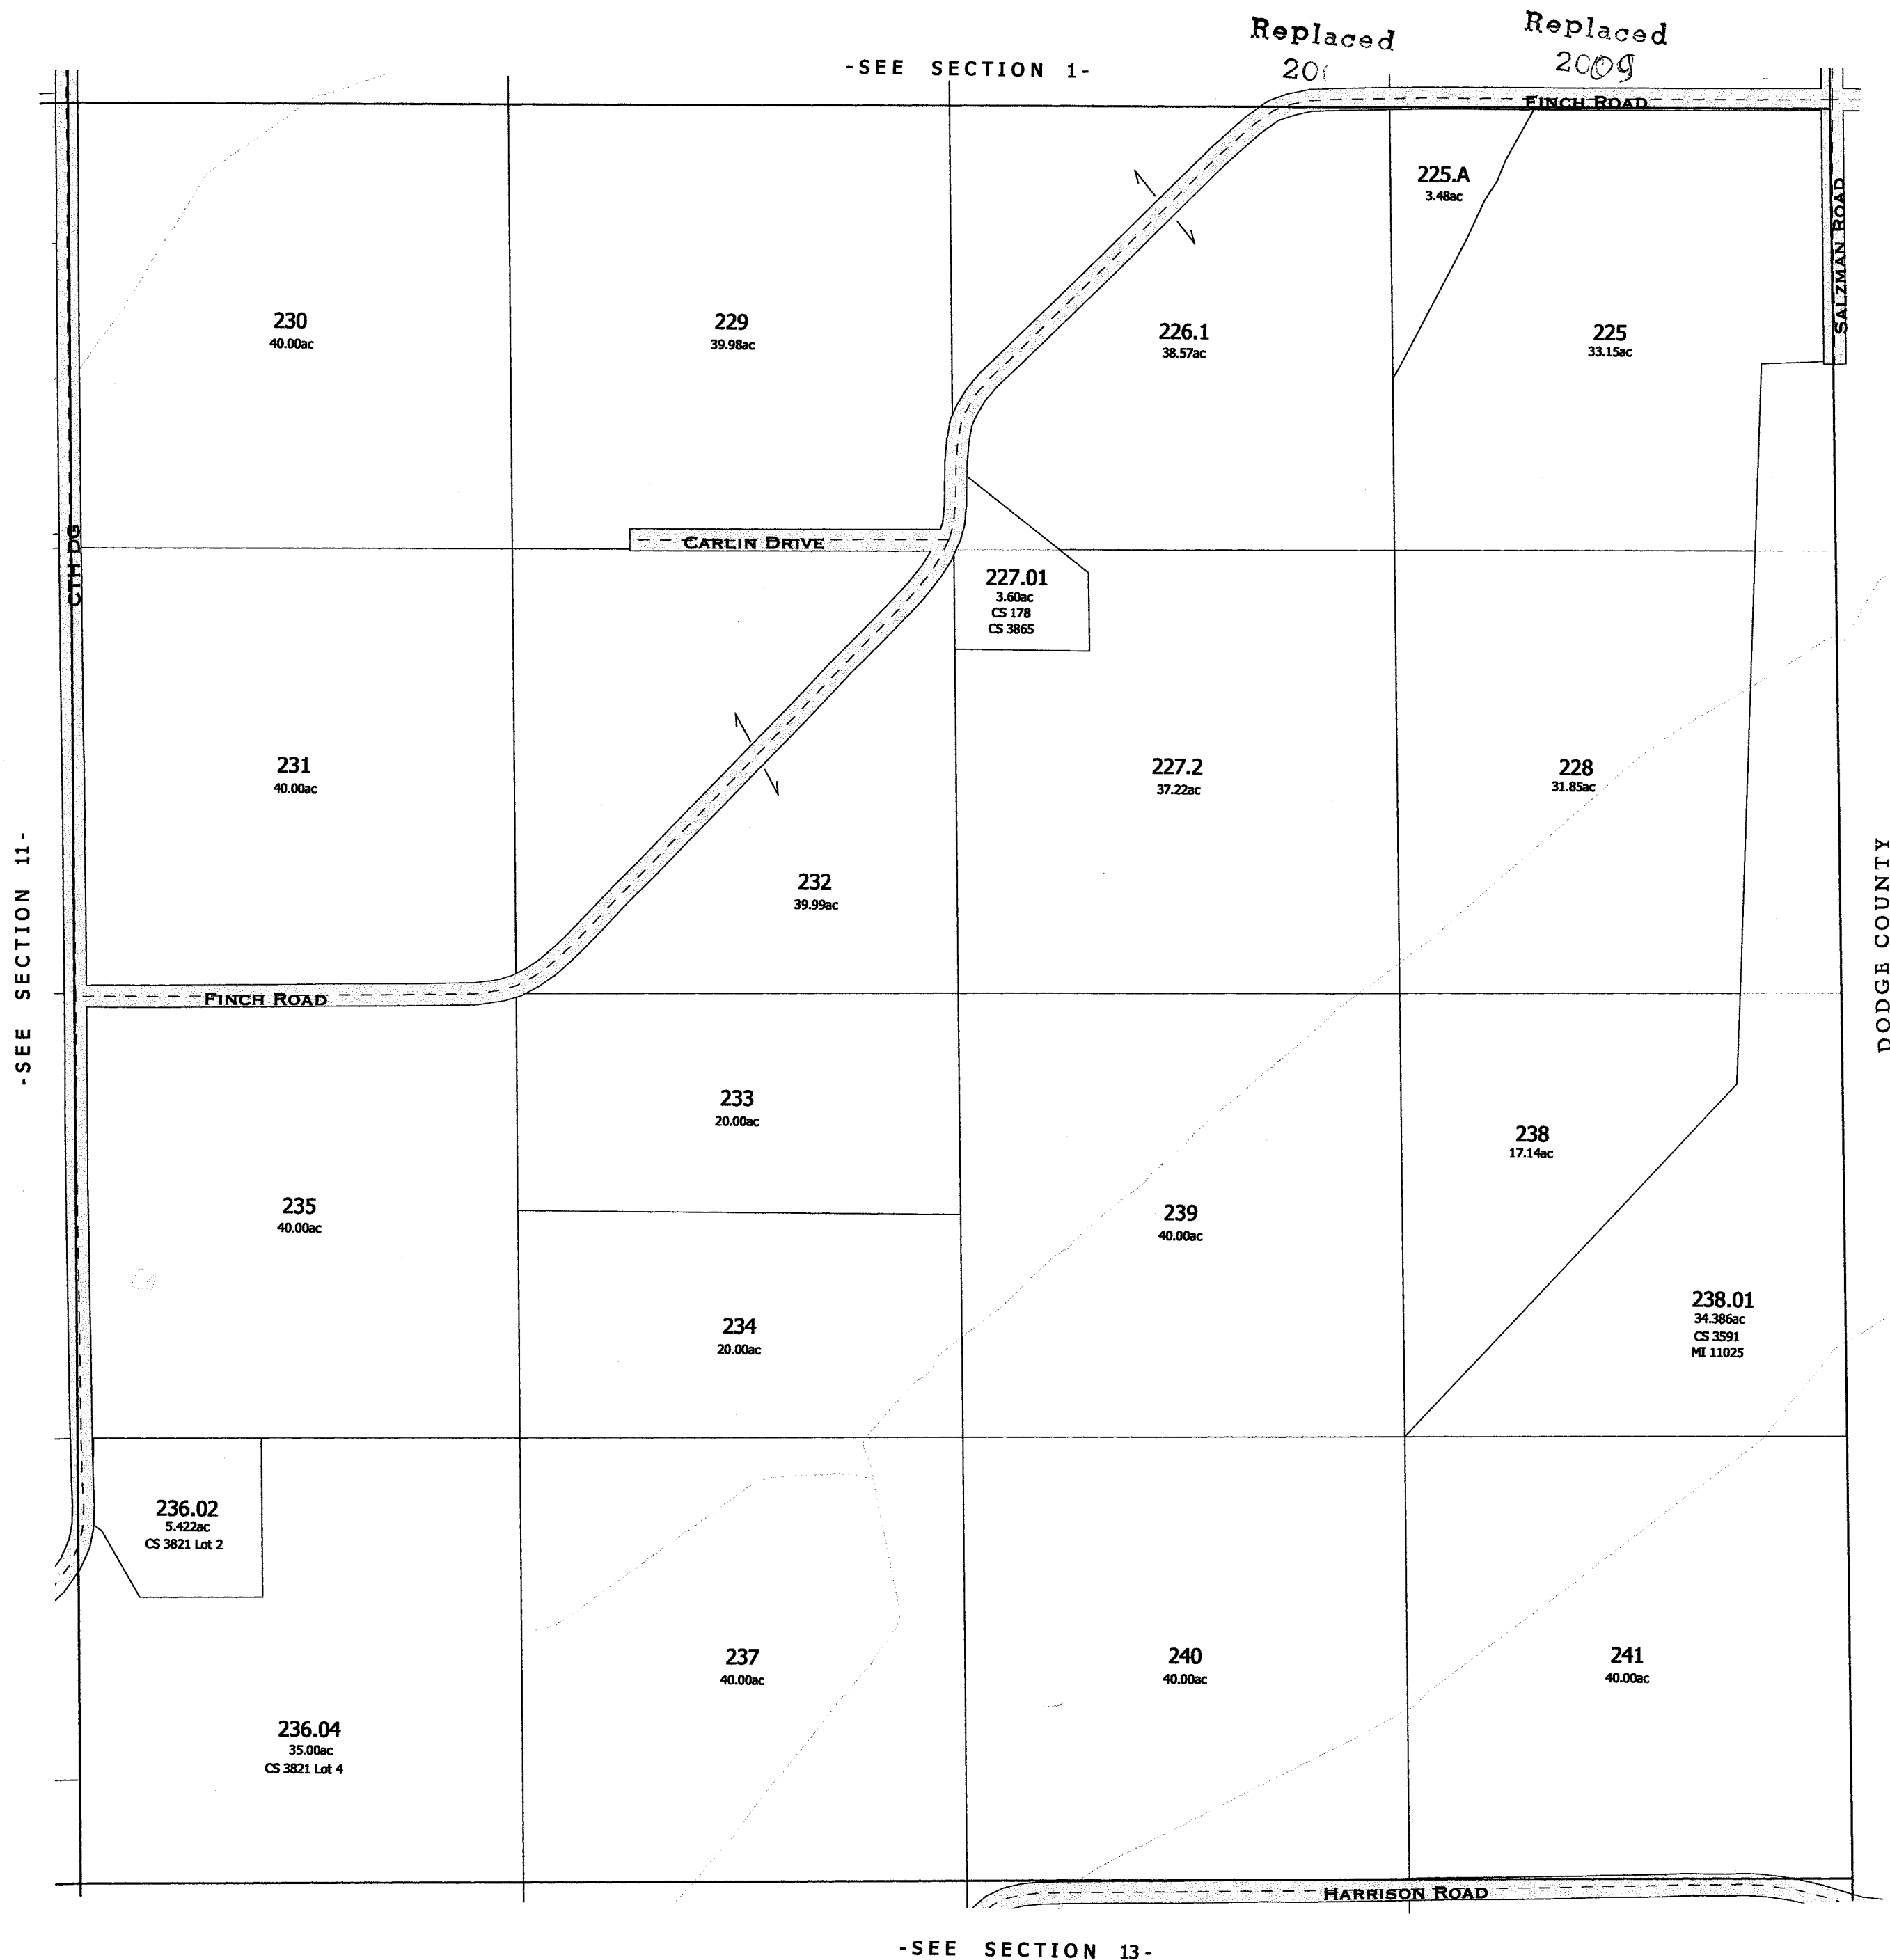 Replaced
Replaced
2009
-SEE SECTION 1-
FINCH ROAD
225.A
3.48ac
SALZMAN ROAD
230
40.00ac
229
39.98ac
226.1
38.57ac
225
33.15ac
CTH DG
CARLIN DRIVE
227.01
3.60ac
CS 178
CS 3865
231
40.00ac
227.2
37.22ac
228
31.85ac
-SEE SECTION 11-
232
39.99ac
DODGE COUNTY
FINCH ROAD
233
20.00ac
238
17.14ac
235
40.00ac
239
40.00ac
234
20.00ac
238.01
34.386ac
CS 3591
MI 11025
236.02
5.422ac
CS 3821 Lot 2
237
40.00ac
240
40.00ac
241
40.00ac
236.04
35.00ac
CS 3821 Lot 4
HARRISON ROAD
-SEE SECTION 13-